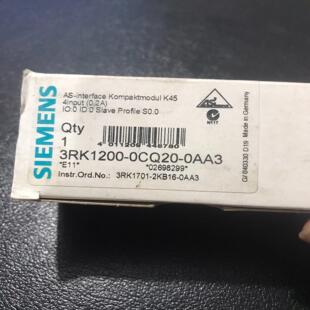 SIEMENS
AS-Interface Kompaktmodul K45
4Input (0,2A)
IO:0 ID:0 Slave Profile S0.0
Qty
1
3RK1200-0CQ20-0AA3
"E11" "02698299"
Instr.Ord.No.: 3RK1701-2KB16-0AA3
Made in Germany